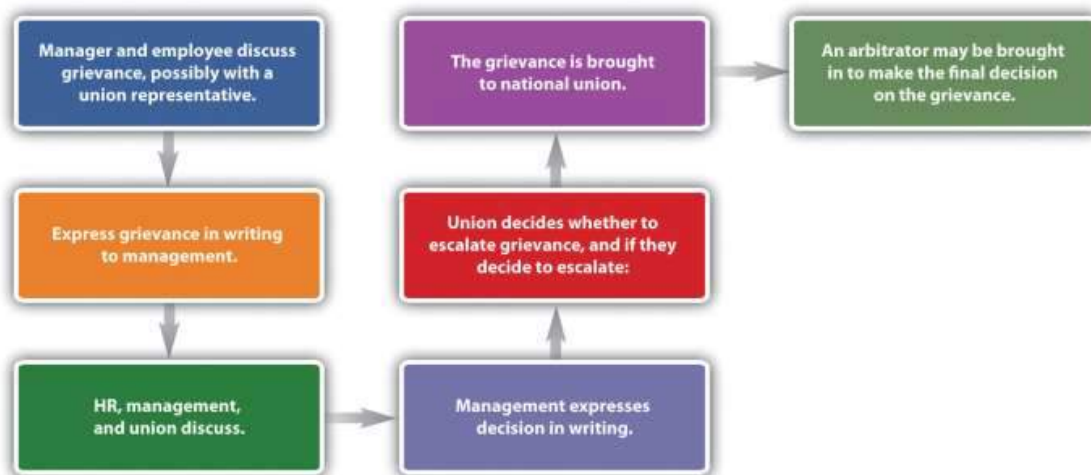 Manager and employee discuss
grievance, possibly with a
union representative.
Express grievance in writing
to management.
HR, management,
and union discuss.
Management expresses
decision in writing.
Union decides whether to
escalate grievance, and if they
decide to escalate:
The grievance is brought
to national union.
An arbitrator may be brought
in to make the final decision
on the grievance.